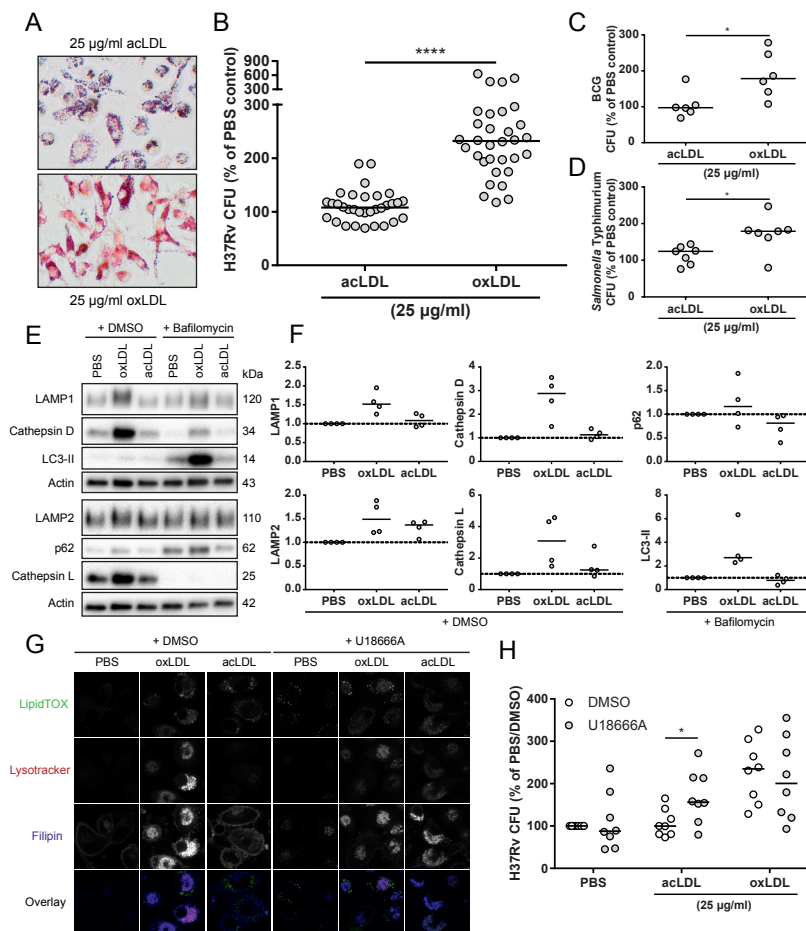 A
25 µg/ml acLDL
25 µg/ml oxLDL
B
H37Rv CFU (% of PBS control)
900
600
300
300
200
100
0
****
acLDL
oxLDL
(25 µg/ml)
C
BCG
CFU (% of PBS control)
300
200
100
0
*
acLDL
oxLDL
(25 µg/ml)
D
Salmonella Typhimurium
CFU (% of PBS control)
300
200
100
0
*
acLDL
oxLDL
(25 µg/ml)
E
+ DMSO
+ Bafilomycin
PBS
oxLDL
acLDL
PBS
oxLDL
acLDL
kDa
LAMP1
120
Cathepsin D
34
LC3-II
14
Actin
43
LAMP2
110
p62
62
Cathepsin L
25
Actin
42
F
LAMP1
2.5
2.0
1.5
1.0
0.5
0.0
PBS
oxLDL
acLDL
Cathepsin D
4
3
2
1
0
PBS
oxLDL
acLDL
p62
2.0
1.5
1.0
0.5
0.0
PBS
oxLDL
acLDL
LAMP2
2.0
1.5
1.0
0.5
0.0
PBS
oxLDL
acLDL
Cathepsin L
6
4
2
0
PBS
oxLDL
acLDL
LC3-II
8
6
4
2
0
PBS
oxLDL
acLDL
+ DMSO
+ Bafilomycin
G
+ DMSO
+ U18666A
PBS
oxLDL
acLDL
PBS
oxLDL
acLDL
LipidTOX
Lysotracker
Filipin
Overlay
H
H37Rv CFU (% of PBS/DMSO)
400
300
200
100
0
DMSO
U18666A
*
PBS
acLDL
oxLDL
(25 µg/ml)